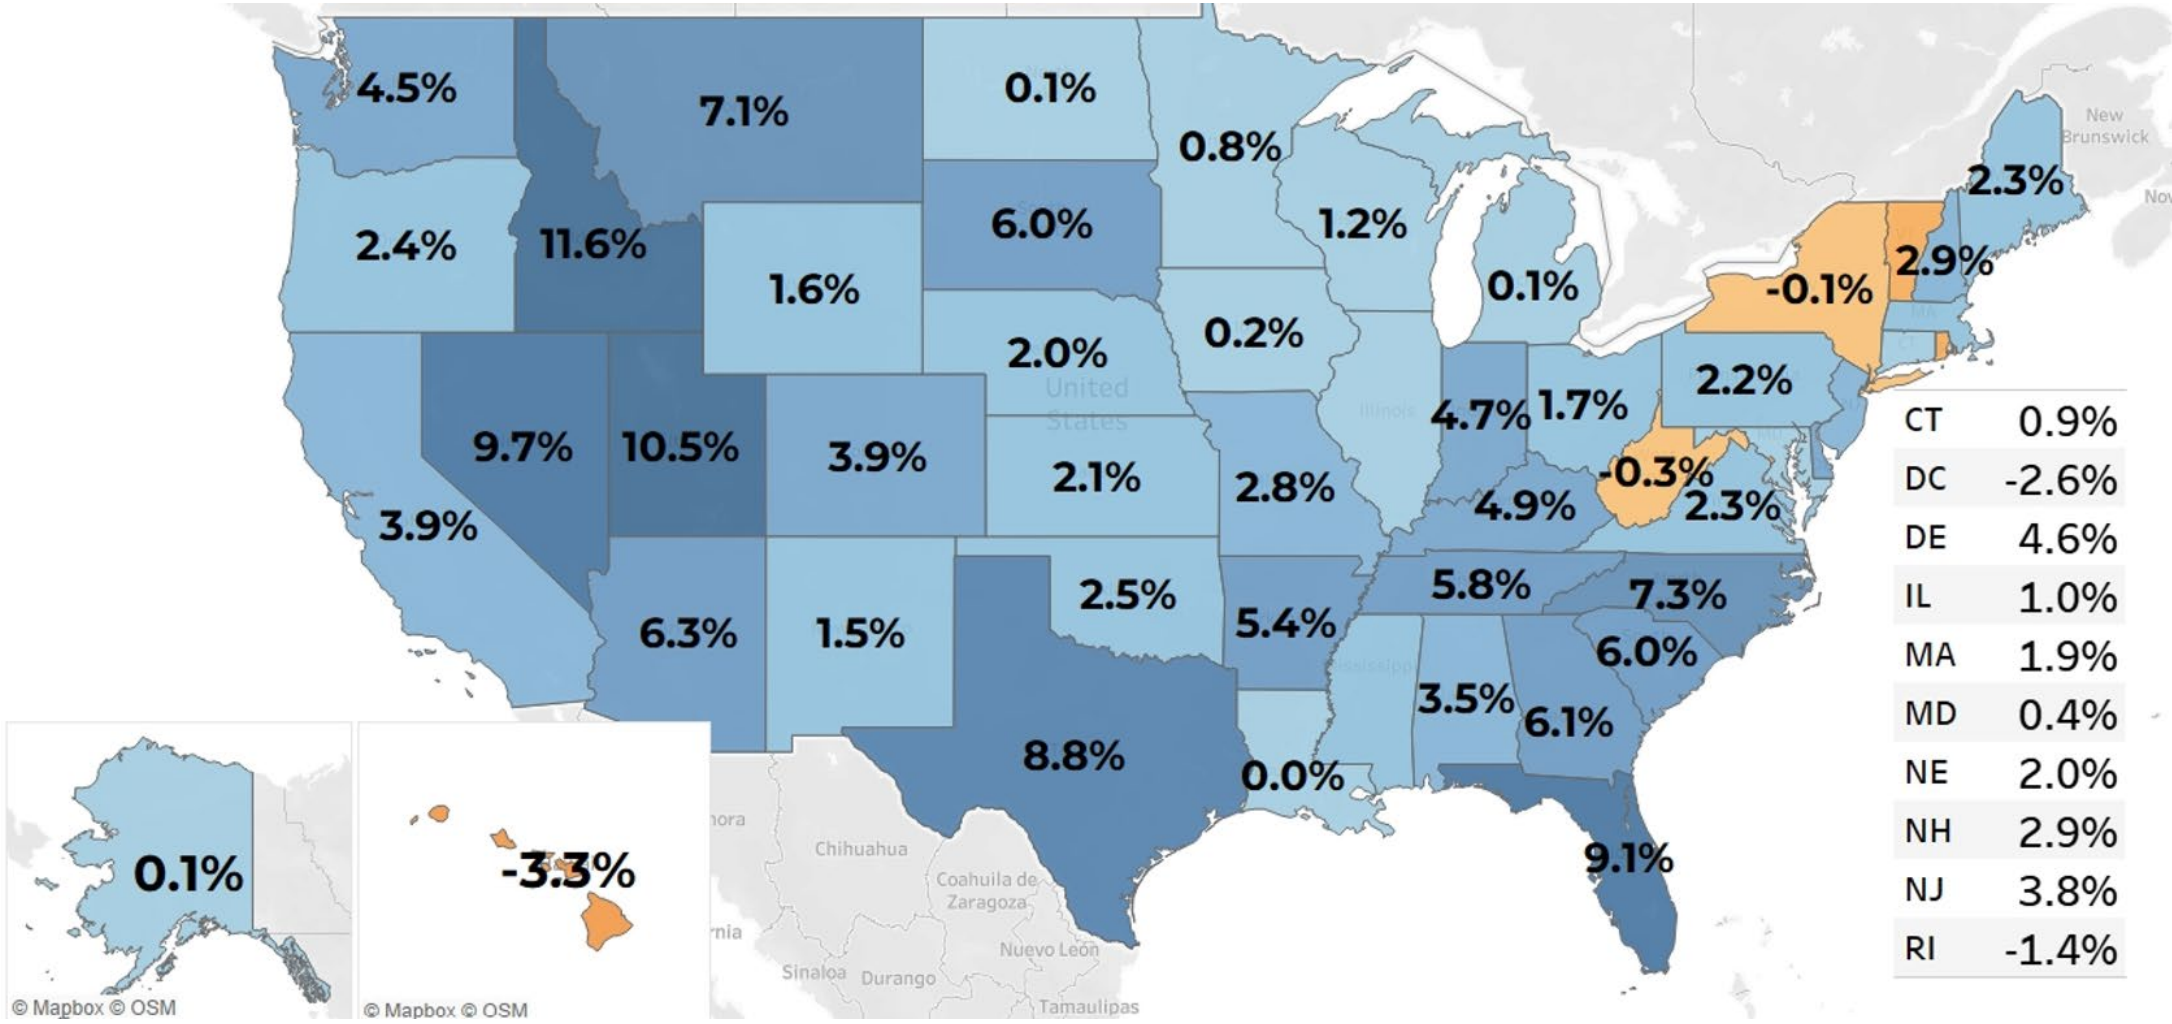 4.5%
7.1%
0.1%
0.8%
New
Brunswick
2.3%
2.4%
11.6%
6.0%
1.2%
2.9%
1.6%
0.1%
-0.1%
MA
CT
2.0%
0.2%
United
States
2.2%
9.7%
10.5%
3.9%
2.1%
2.8%
Illinois
4.7%
1.7%
-0.3%
2.3%
3.9%
4.9%
6.3%
1.5%
2.5%
5.4%
5.8%
7.3%
6.0%
Mississippi
3.5%
6.1%
8.8%
0.0%
9.1%
CT 0.9%
DC -2.6%
DE 4.6%
IL 1.0%
MA 1.9%
MD 0.4%
NE 2.0%
NH 2.9%
NJ 3.8%
RI -1.4%
0.1%
-3.3%
Chihuahua
Coahuila de
Zaragoza
Nuevo León
Sinaloa
Durango
Tamaulipas
© Mapbox © OSM
© Mapbox © OSM